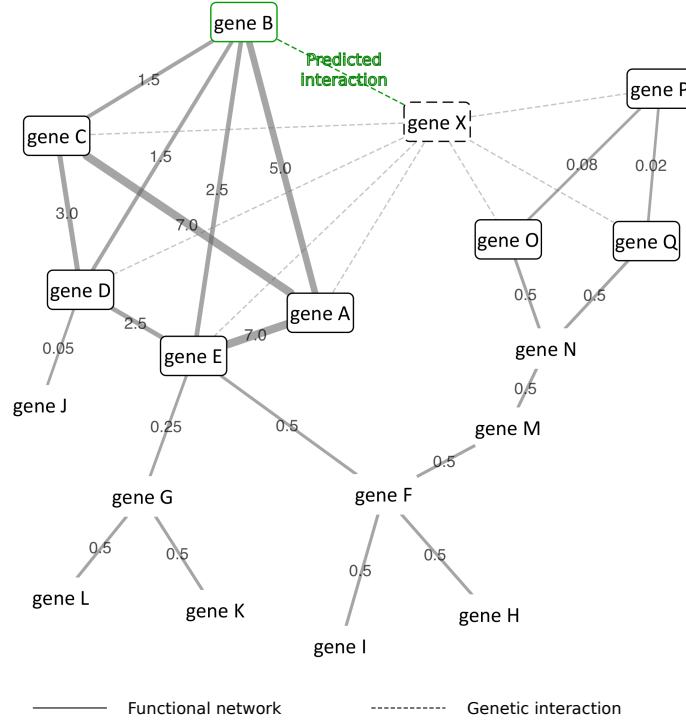 gene B
Predicted
interaction
gene P
1.5
gene X
gene C
1.5
5.0
0.08
0.02
2.5
3.0
7.0
gene O
gene Q
gene D
0.5
0.5
gene A
2.5
7.0
0.05
gene E
gene N
0.5
gene J
0.25
0.5
gene M
0.5
gene G
gene F
0.5
0.5
0.5
0.5
gene L
gene K
gene H
gene I
Functional network
Genetic interaction